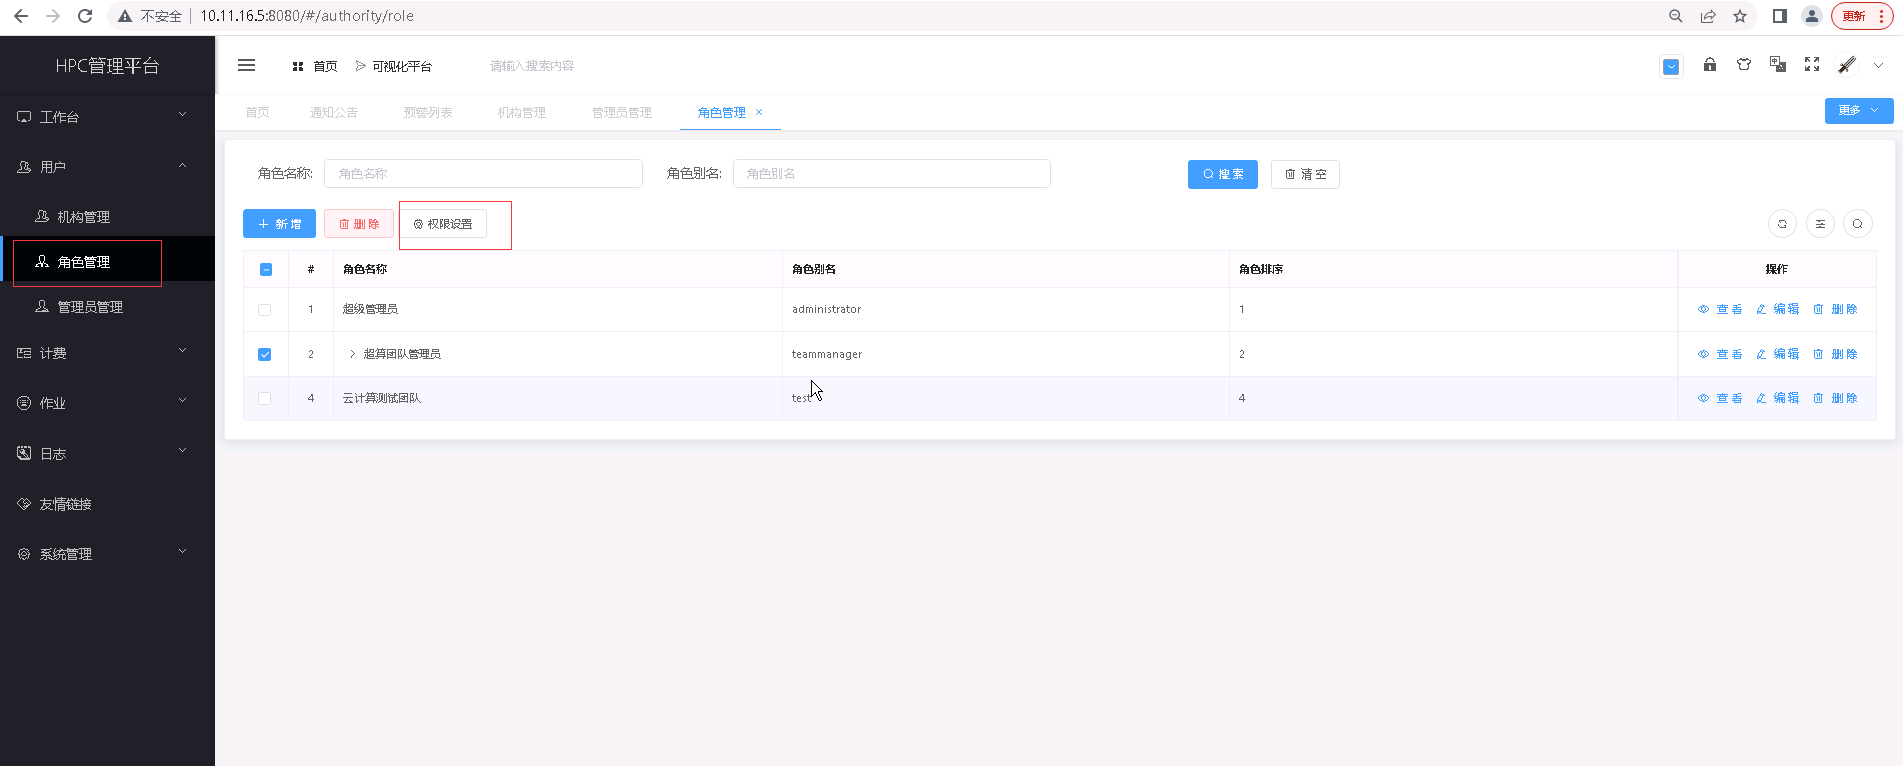 不安全 | 10.11.16.5:8080/#/authority/role 更新
HPC管理平台
首页 可视化平台 请输入搜索内容
首页 通知公告 预警列表 机构管理 管理员管理 角色管理 × 更多
工作台
用户
机构管理
角色管理
管理员管理
计费
作业
日志
友情链接
系统管理
角色名称: 角色名称 角色别名: 角色别名 搜索 清空
新增 删除 权限设置
# 角色名称 角色别名 角色排序 操作
1 超级管理员 administrator 1 查看 编辑 删除
2 超算团队管理员 teammanager 2 查看 编辑 删除
4 云计算测试团队 test 4 查看 编辑 删除